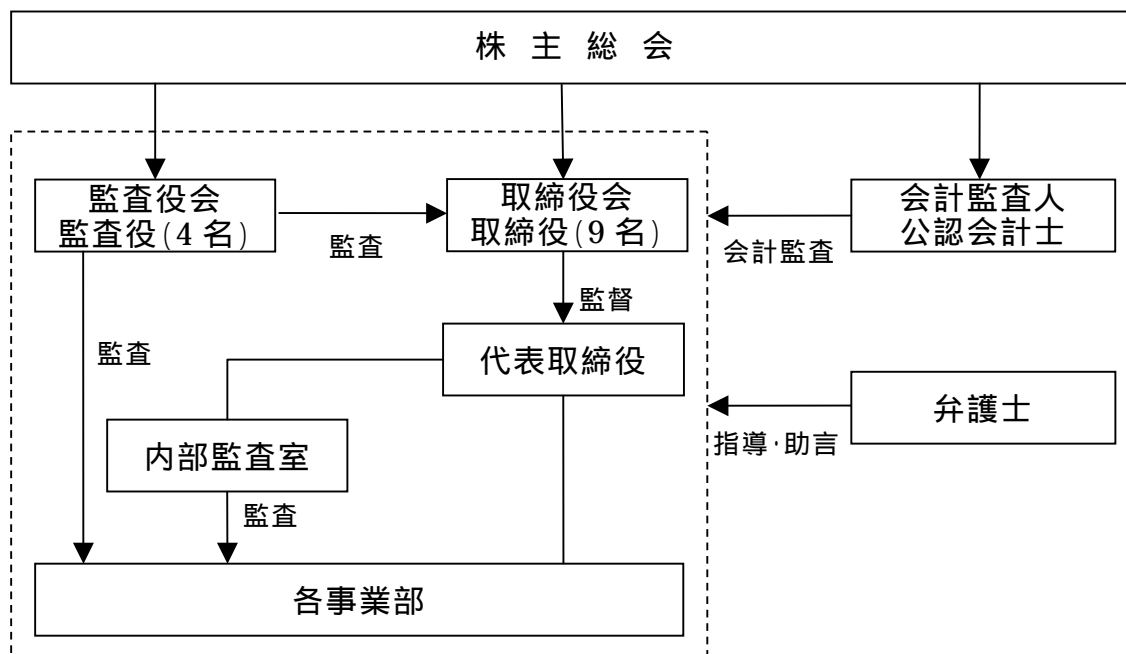 株主総会
監査役会
監査役(4名)
監査
取締役会
取締役(9名)
会計監査人
公認会計士
会計監査
監督
監査
代表取締役
弁護士
指導・助言
内部監査室
監査
各事業部